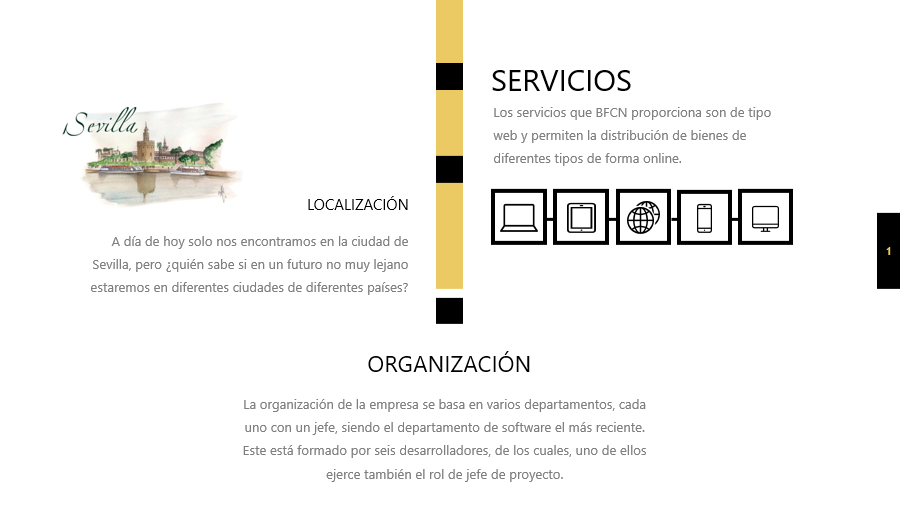 Sevilla
LOCALIZACIÓN
A día de hoy solo nos encontramos en la ciudad de
Sevilla, pero ¿quién sabe si en un futuro no muy lejano
estaremos en diferentes ciudades de diferentes países?
SERVICIOS
Los servicios que BFCN proporciona son de tipo
web y permiten la distribución de bienes de
diferentes tipos de forma online.
1
ORGANIZACIÓN
La organización de la empresa se basa en varios departamentos, cada
uno con un jefe, siendo el departamento de software el más reciente.
Este está formado por seis desarrolladores, de los cuales, uno de ellos
ejerce también el rol de jefe de proyecto.